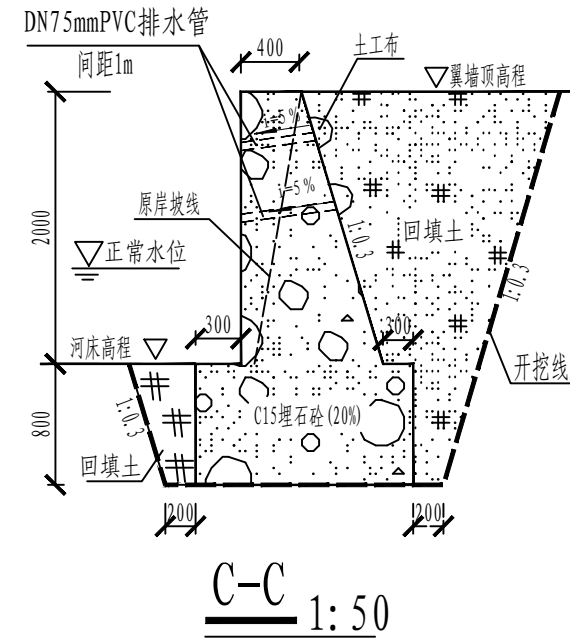 DN75mmPVC排水管
间距1m
400
土工布
翼墙顶高程
i=5%
i=5%
原岸坡线
2000
正常水位
1:0.3
回填土
1:0.3
300
300
河床高程
开挖线
800
1:0.3
C15埋石砼(20%)
回填土
200
200
C-C 1:50